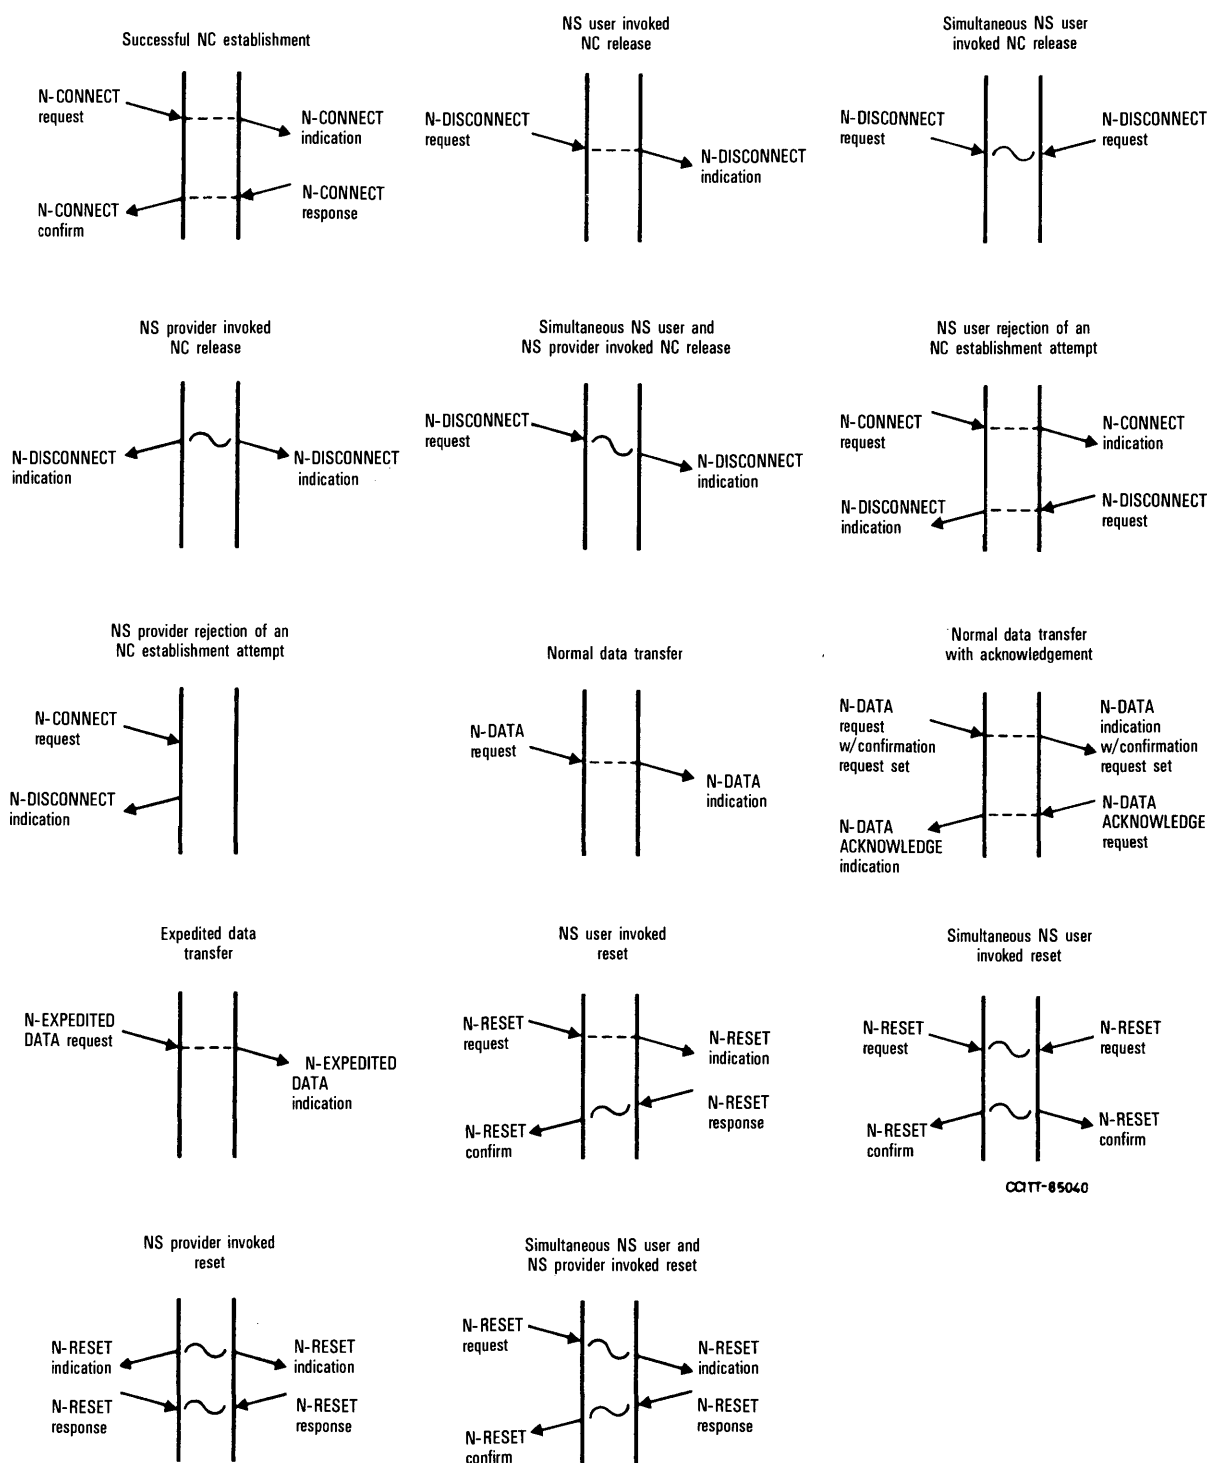 Successful NC establishment
N-CONNECT
request
N-CONNECT
indication
N-CONNECT
response
N-CONNECT
confirm
NS user invoked
NC release
N-DISCONNECT
request
N-DISCONNECT
indication
Simultaneous NS user
invoked NC release
N-DISCONNECT
request
N-DISCONNECT
request
NS provider invoked
NC release
N-DISCONNECT
indication
N-DISCONNECT
indication
Simultaneous NS user and
NS provider invoked NC release
N-DISCONNECT
request
N-DISCONNECT
indication
NS user rejection of an
NC establishment attempt
N-CONNECT
request
N-CONNECT
indication
N-DISCONNECT
request
N-DISCONNECT
indication
NS provider rejection of an
NC establishment attempt
N-CONNECT
request
N-DISCONNECT
indication
Normal data transfer
N-DATA
request
N-DATA
indication
Normal data transfer
with acknowledgement
N-DATA
request
w/confirmation
request set
N-DATA
indication
w/confirmation
request set
N-DATA
ACKNOWLEDGE
request
N-DATA
ACKNOWLEDGE
indication
Expedited data
transfer
N-EXPEDITED
DATA request
N-EXPEDITED
DATA
indication
NS user invoked
reset
N-RESET
request
N-RESET
indication
N-RESET
response
N-RESET
confirm
Simultaneous NS user
invoked reset
N-RESET
request
N-RESET
request
N-RESET
confirm
N-RESET
confirm
CCITT-85040
NS provider invoked
reset
N-RESET
indication
N-RESET
indication
N-RESET
response
N-RESET
response
Simultaneous NS user and
NS provider invoked reset
N-RESET
request
N-RESET
indication
N-RESET
response
N-RESET
confirm